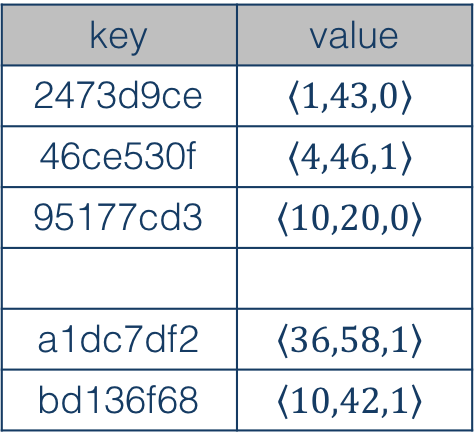 key value
2473d9ce ⟨1,43,0⟩
46ce530f ⟨4,46,1⟩
95177cd3 ⟨10,20,0⟩
a1dc7df2 ⟨36,58,1⟩
bd136f68 ⟨10,42,1⟩